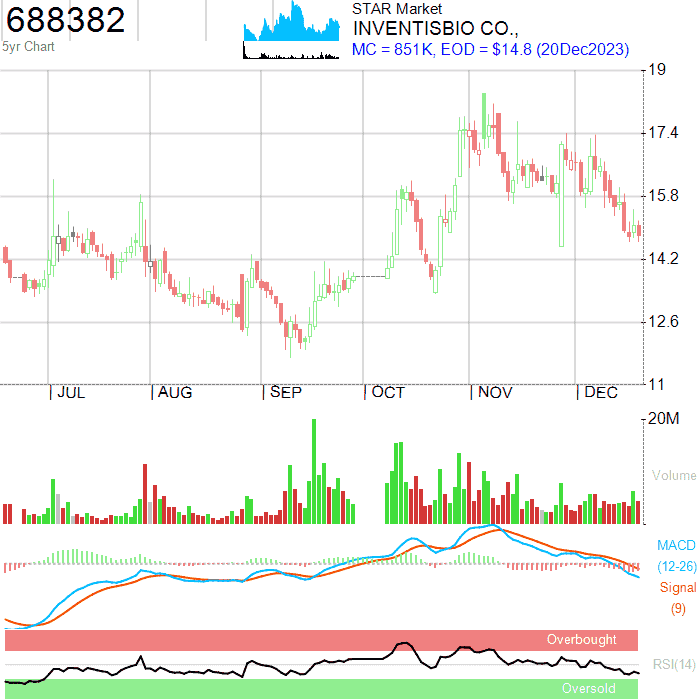 688382
5yr Chart
STAR Market
INVENTISBIO CO.,
MC = 851K, EOD = $14.8 (20Dec2023)
19
17.4
15.8
14.2
12.6
11
JUL AUG SEP OCT NOV DEC
20M
Volume
MACD
(12-26)
Signal
(9)
Overbought
RSI(14)
Oversold